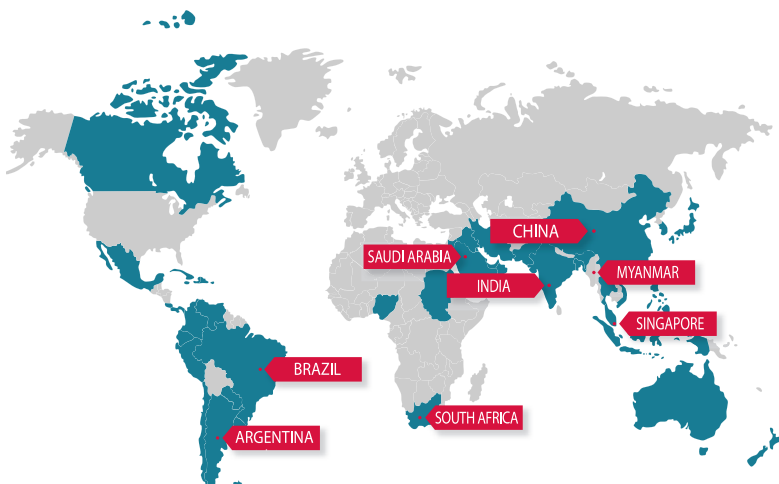 CHINA
SAUDI ARABIA
MYANMAR
INDIA
SINGAPORE
BRAZIL
SOUTH AFRICA
ARGENTINA